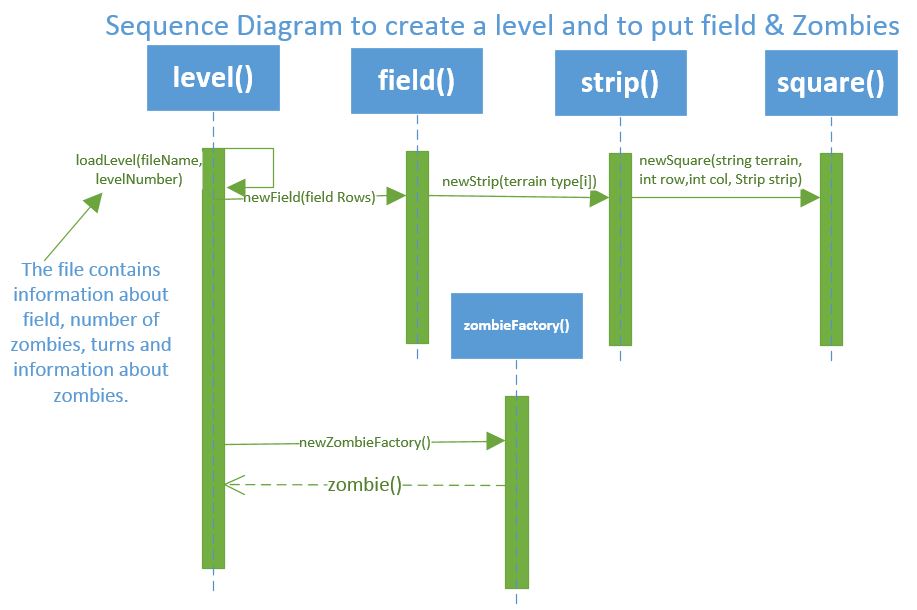 Sequence Diagram to create a level and to put field & Zombies
level()
field()
strip()
square()
loadLevel(fileName,
levelNumber)
newField(field Rows)
newStrip(terrain type[i])
newSquare(string terrain,
int row,int col, Strip strip)
The file contains
information about
field, number of
zombies, turns and
information about
zombies.
zombieFactory()
newZombieFactory()
zombie()